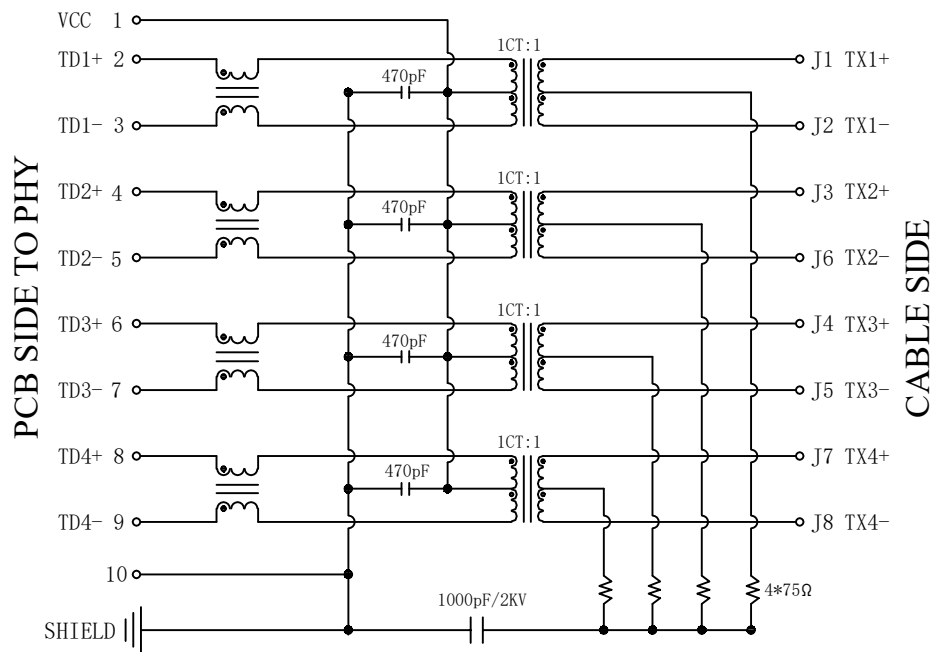 VCC 1
1CT:1
TD1+ 2
J1 TX1+
470pF
TD1- 3
J2 TX1-
TD2+ 4
1CT:1
J3 TX2+
470pF
TD2- 5
J6 TX2-
TD3+ 6
1CT:1
J4 TX3+
470pF
TD3- 7
J5 TX3-
TD4+ 8
1CT:1
J7 TX4+
470pF
TD4- 9
J8 TX4-
10
4*75Ω
1000pF/2KV
SHIELD
PCB SIDE TO PHY
CABLE SIDE